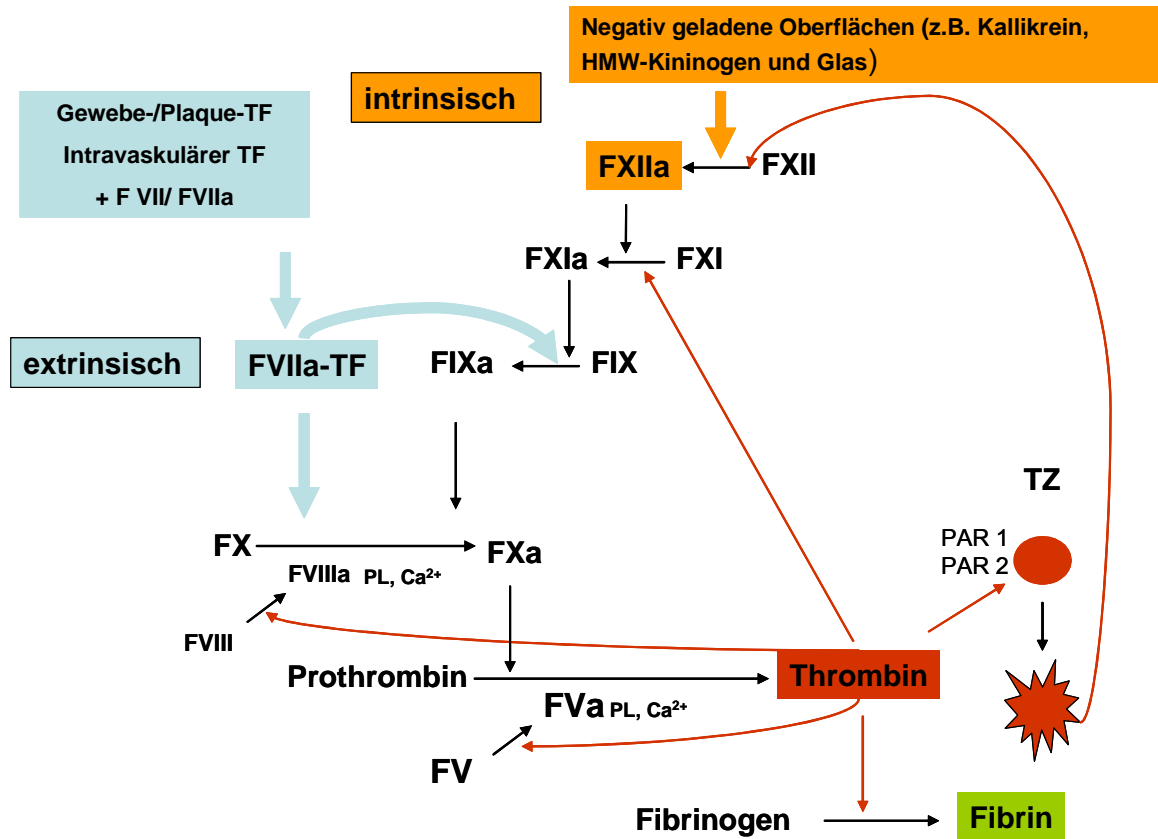 Negativ geladene Oberflächen (z.B. Kallikrein,
HMW-Kininogen und Glas)
intrinsisch
Gewebe-/Plaque-TF
Intravaskulärer TF
+ F VII/ FVIIa
FXIIa
FXII
FXIa
FXI
extrinsisch
FVIIa-TF
FIXa
FIX
TZ
PAR 1
PAR 2
FX
FXa
FVIIIa PL, Ca²⁺
FVIII
Prothrombin
Thrombin
FVa PL, Ca²⁺
FV
Fibrinogen
Fibrin